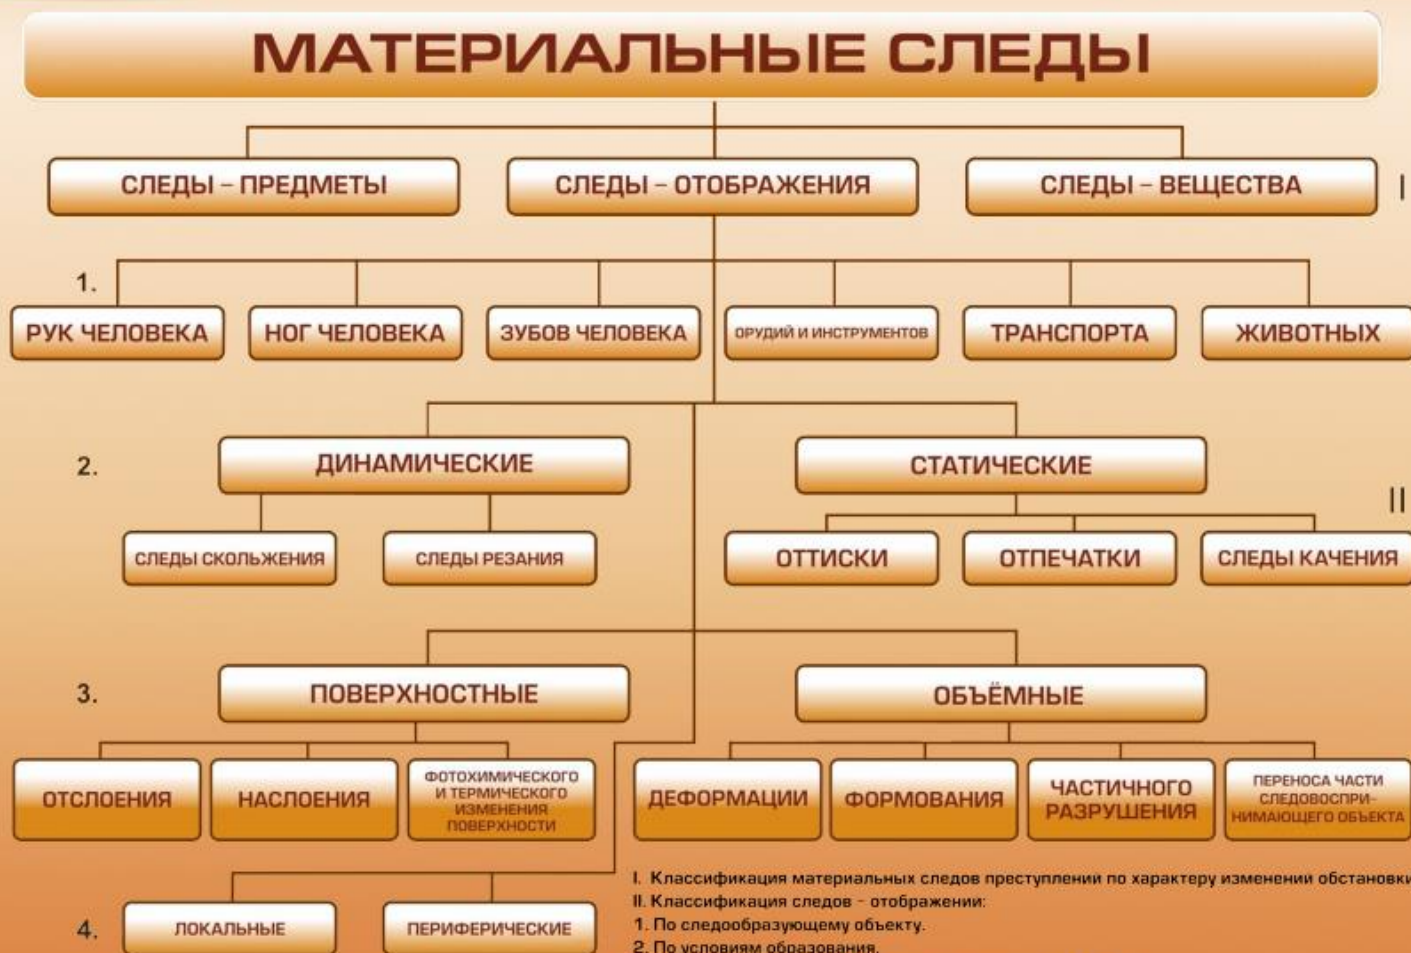 МАТЕРИАЛЬНЫЕ СЛЕДЫ
СЛЕДЫ – ПРЕДМЕТЫ
СЛЕДЫ – ОТОБРАЖЕНИЯ
СЛЕДЫ – ВЕЩЕСТВА
I
1.
РУК ЧЕЛОВЕКА
НОГ ЧЕЛОВЕКА
ЗУБОВ ЧЕЛОВЕКА
ОРУДИЙ И ИНСТРУМЕНТОВ
ТРАНСПОРТА
ЖИВОТНЫХ
2.
ДИНАМИЧЕСКИЕ
СТАТИЧЕСКИЕ
II
СЛЕДЫ СКОЛЬЖЕНИЯ
СЛЕДЫ РЕЗАНИЯ
ОТТИСКИ
ОТПЕЧАТКИ
СЛЕДЫ КАЧЕНИЯ
3.
ПОВЕРХНОСТНЫЕ
ОБЪЁМНЫЕ
ОТСЛОЕНИЯ
НАСЛОЕНИЯ
ФОТОХИМИЧЕСКОГО
И ТЕРМИЧЕСКОГО
ИЗМЕНЕНИЯ
ПОВЕРХНОСТИ
ДЕФОРМАЦИИ
ФОРМОВАНИЯ
ЧАСТИЧНОГО
РАЗРУШЕНИЯ
ПЕРЕНОСА ЧАСТИ
СЛЕДОВОСПРИ–
НИМАЮЩЕГО ОБЪЕКТА
4.
ЛОКАЛЬНЫЕ
ПЕРИФЕРИЧЕСКИЕ
I. Классификация материальных следов преступлений по характеру изменений обстановки
II. Классификация следов - отображении:
1. По следообразующему объекту.
2. По условиям образования.